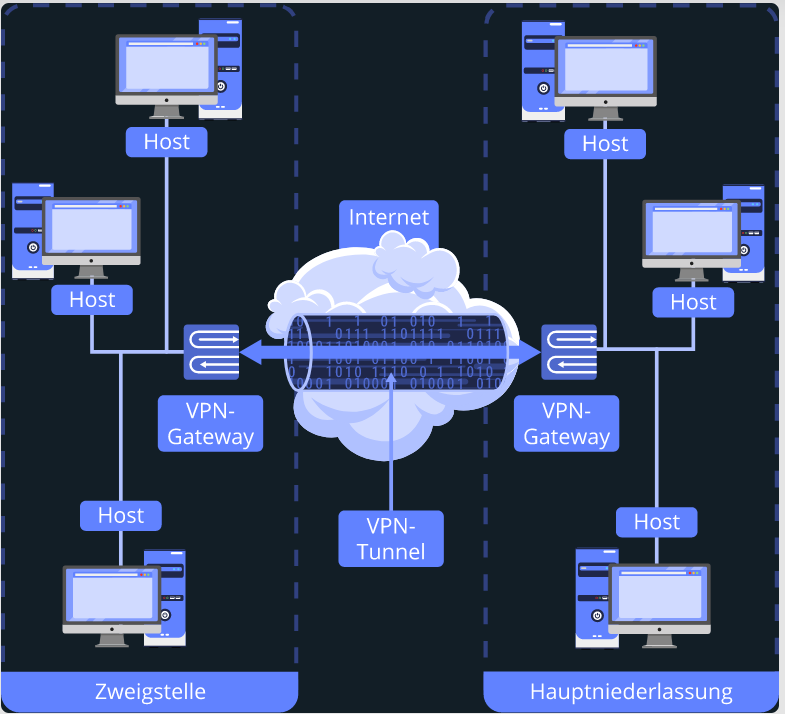 Host
Host
Host
Host
Internet
VPN-
Gateway
VPN-
Gateway
VPN-
Tunnel
Host
Host
Zweigstelle
Hauptniederlassung